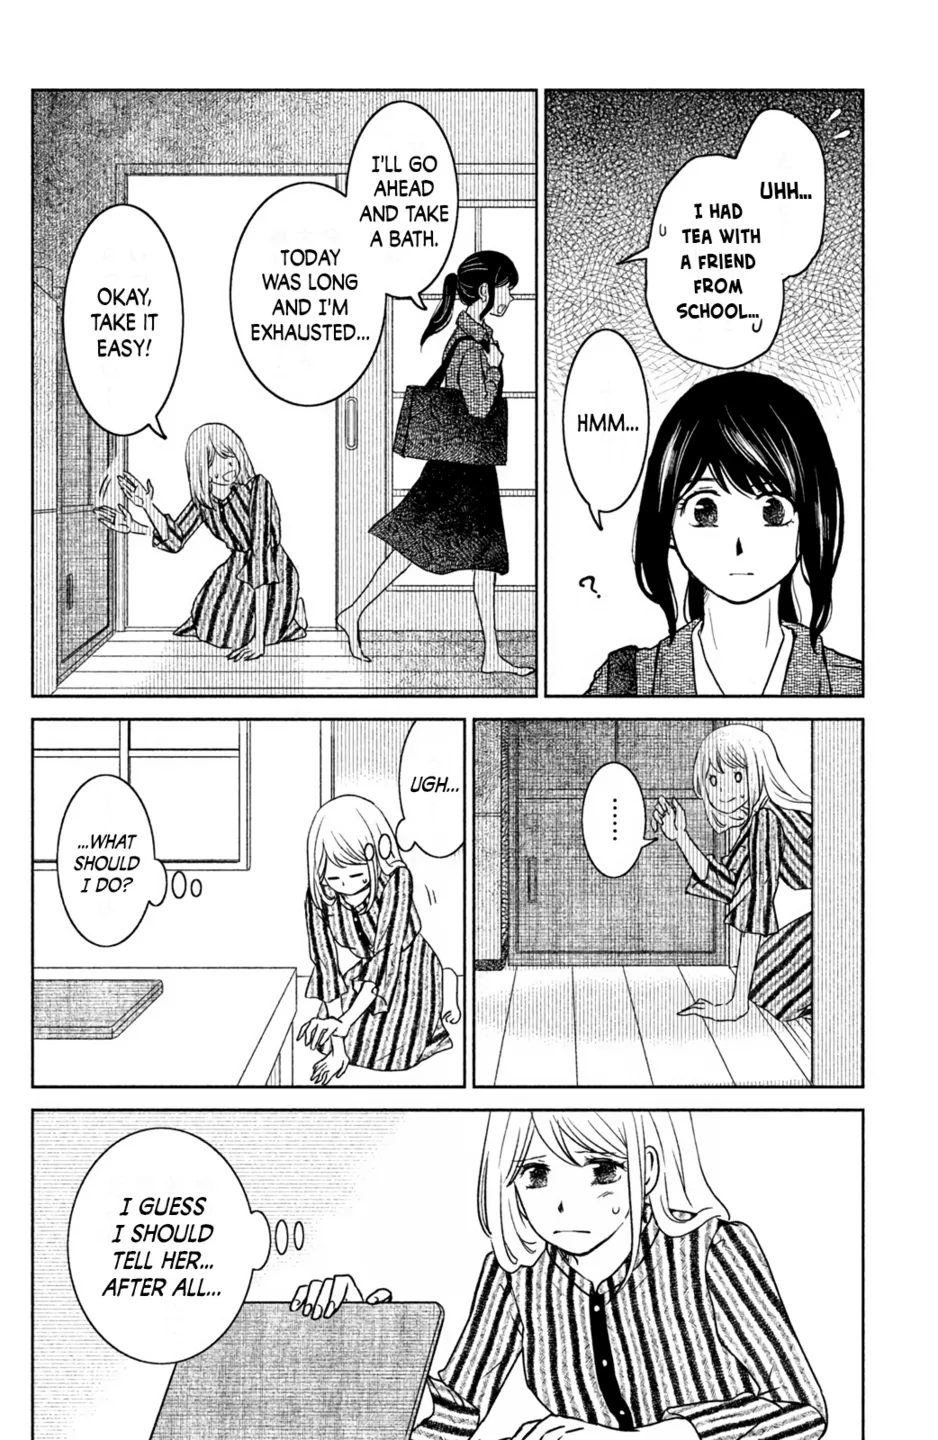 UHH...
I HAD
TEA WITH
A FRIEND
FROM
SCHOOL...
HMM...
?
I'LL GO
AHEAD
AND TAKE
A BATH.
TODAY
WAS LONG
AND I'M
EXHAUSTED...
OKAY,
TAKE IT
EASY!
......
UGH...
...WHAT
SHOULD
I DO?
I GUESS
I SHOULD
TELL HER...
AFTER ALL...